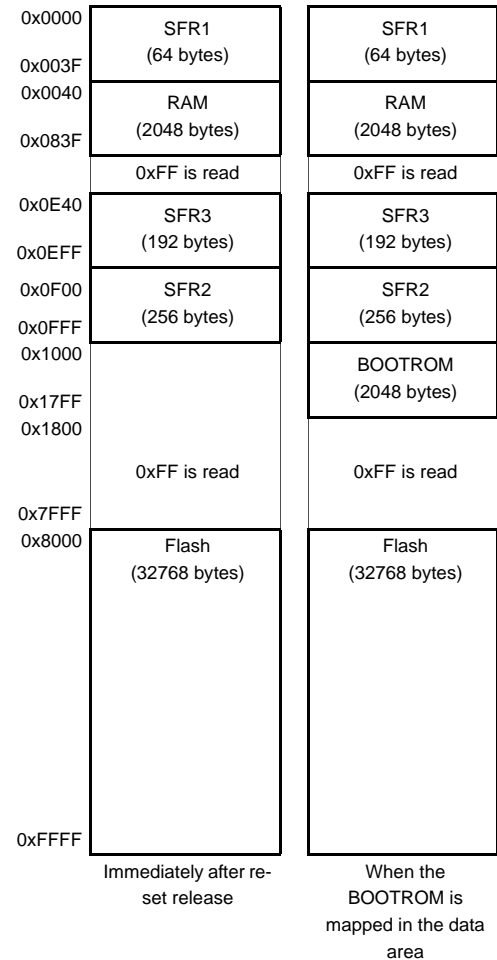 0x0000
SFR1
(64 bytes)
SFR1
(64 bytes)
0x003F
0x0040
RAM
(2048 bytes)
RAM
(2048 bytes)
0x083F
0xFF is read
0xFF is read
0x0E40
SFR3
(192 bytes)
SFR3
(192 bytes)
0x0EFF
0x0F00
SFR2
(256 bytes)
SFR2
(256 bytes)
0x0FFF
0x1000
BOOTROM
(2048 bytes)
0x17FF
0x1800
0xFF is read
0xFF is read
0x7FFF
0x8000
Flash
(32768 bytes)
Flash
(32768 bytes)
0xFFFF
Immediately after re-
set release
When the
BOOTROM is
mapped in the data
area